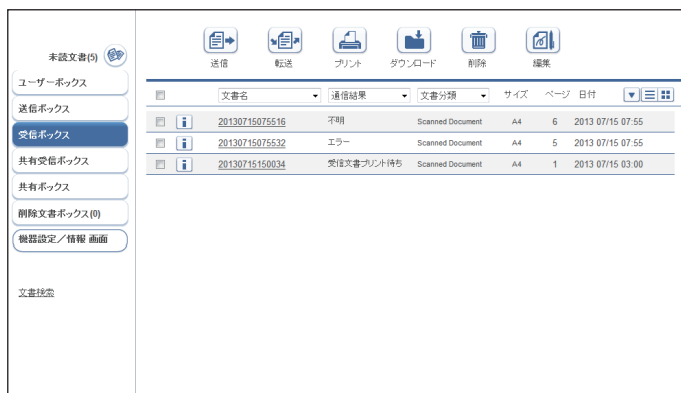 未読文書(5)
送信 転送 プリント ダウンロード 削除 編集
ユーザーボックス
送信ボックス
受信ボックス
共有受信ボックス
共有ボックス
削除文書ボックス(0)
機器設定／情報 画面
文書検索
文書名 通信結果 文書分類 サイズ ページ 日付
20130715075516 不明 Scanned Document A4 6 2013 07/15 07:55
20130715075532 エラー Scanned Document A4 5 2013 07/15 07:55
20130715150034 受信文書プリント待ち Scanned Document A4 1 2013 07/15 03:00